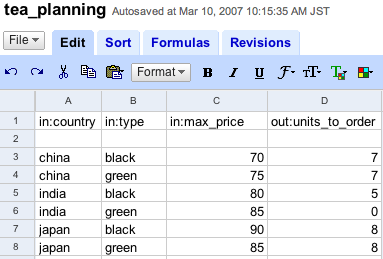 tea_planning Autosaved at Mar 10, 2007 10:15:35 AM JST
File Edit Sort Formulas Revisions
Format B I U F T T
A B C D
1 in:country in:type in:max_price out:units_to_order
2
3 china black 70 7
4 china green 75 7
5 india black 80 5
6 india green 85 0
7 japan black 90 8
8 japan green 85 8